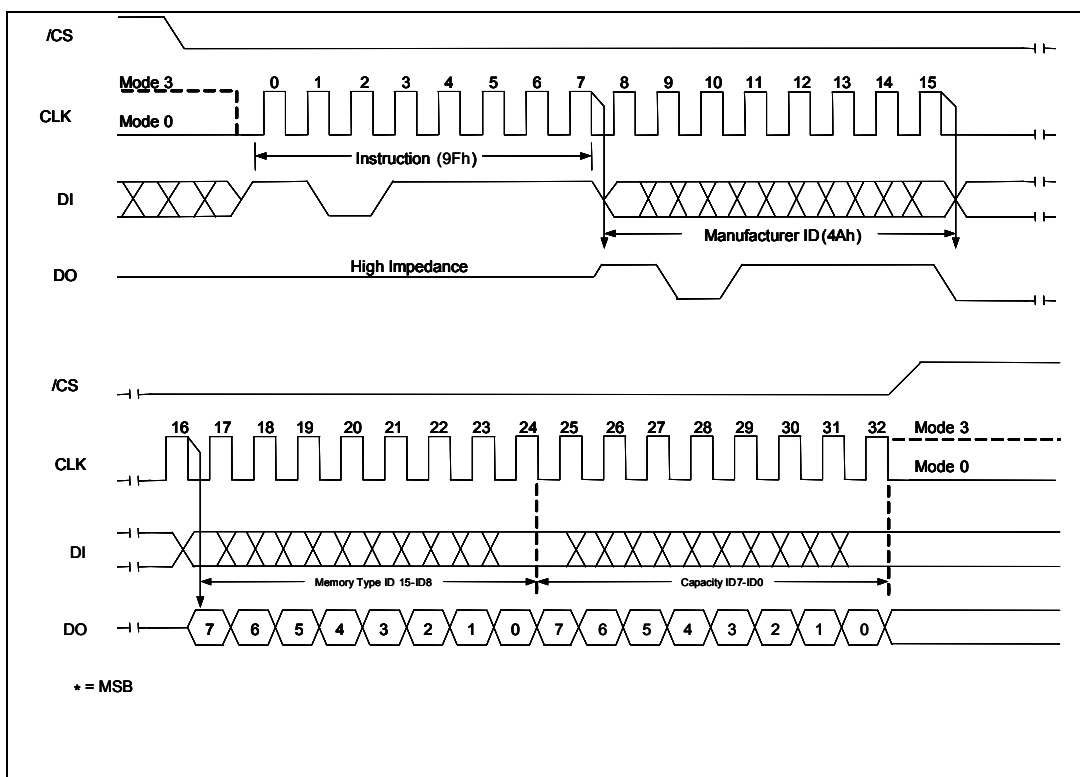 /CS
Mode 3
0 1 2 3 4 5 6 7 8 9 10 11 12 13 14 15
CLK
Mode 0
Instruction (9Fh)
DI
Manufacturer ID (4Ah)
High Impedance
DO
/CS
16 17 18 19 20 21 22 23 24 25 26 27 28 29 30 31 32
Mode 3
CLK
Mode 0
DI
Memory Type ID 15-ID8
Capacity ID7-ID0
DO
7 6 5 4 3 2 1 0 7 6 5 4 3 2 1 0
* = MSB